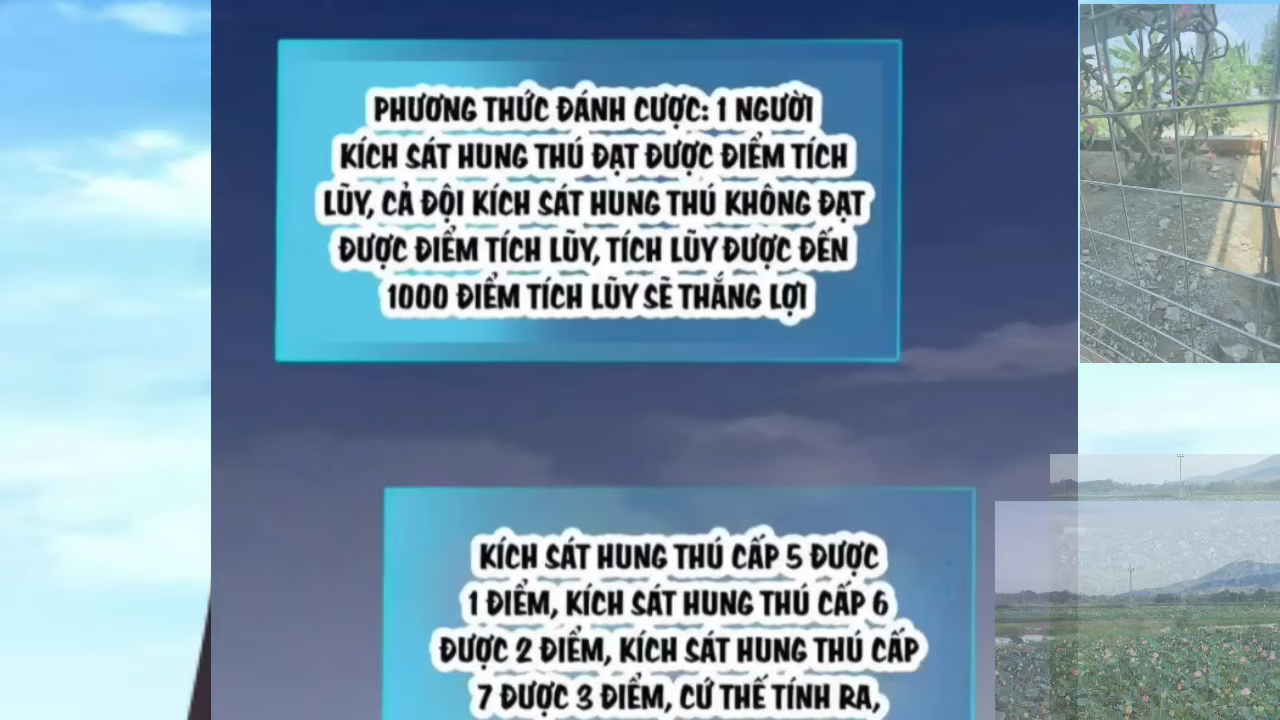 PHƯƠNG THỨC ĐÁNH CƯỢC: 1 NGƯỜI
KÍCH SÁT HUNG THÚ ĐẠT ĐƯỢC ĐIỂM TÍCH
LŨY, CẢ ĐỘI KÍCH SÁT HUNG THÚ KHÔNG ĐẠT
ĐƯỢC ĐIỂM TÍCH LŨY, TÍCH LŨY ĐƯỢC ĐẾN
1000 ĐIỂM TÍCH LŨY SẼ THẮNG LỢI
KÍCH SÁT HUNG THÚ CẤP 5 ĐƯỢC
1 ĐIỂM, KÍCH SÁT HUNG THÚ CẤP 6
ĐƯỢC 2 ĐIỂM, KÍCH SÁT HUNG THÚ CẤP
7 ĐƯỢC 3 ĐIỂM, CỨ THẾ TÍNH RA,